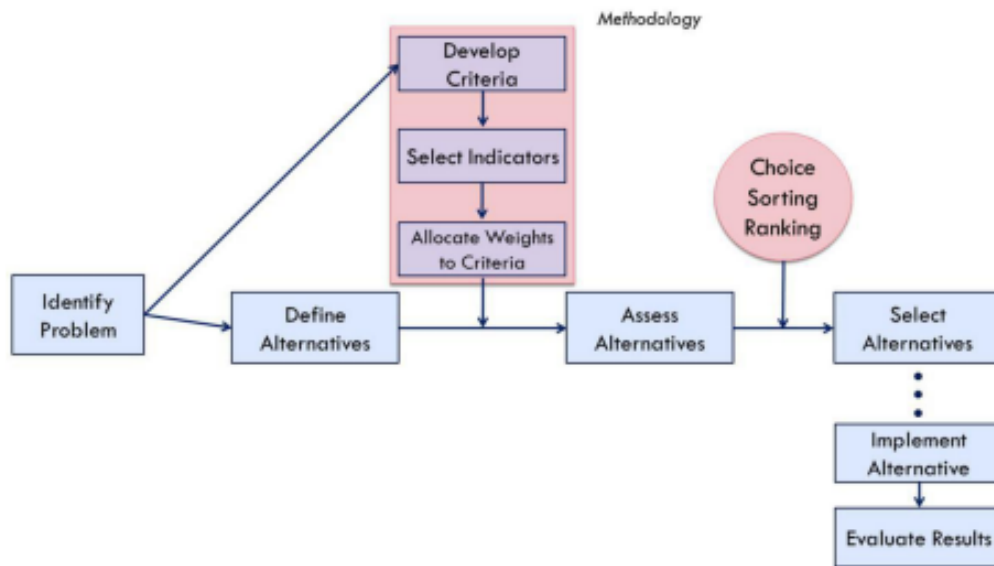 Methodology
Develop
Criteria
Select Indicators
Allocate Weights
to Criteria
Choice
Sorting
Ranking
Identify
Problem
Define
Alternatives
Assess
Alternatives
Select
Alternatives
Implement
Alternative
Evaluate Results